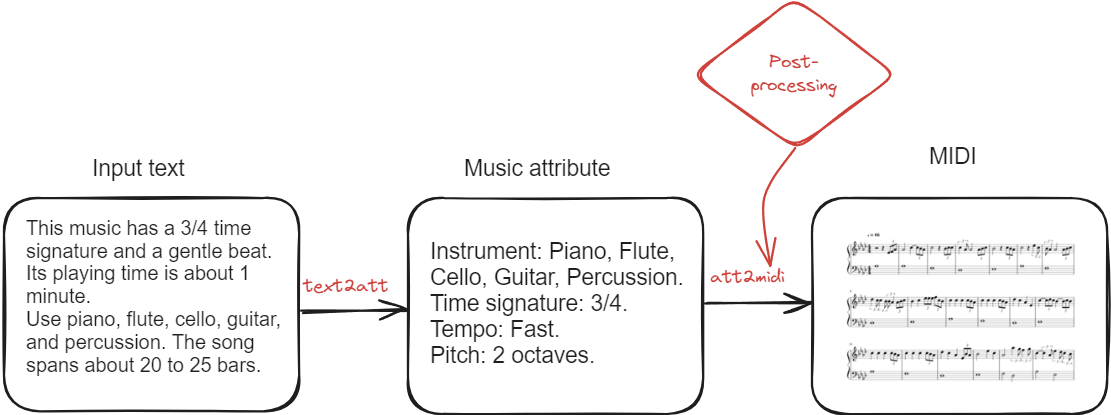 Post-
processing
Input text
Music attribute
MIDI
This music has a 3/4 time
signature and a gentle beat.
Its playing time is about 1
minute.
Use piano, flute, cello, guitar,
and percussion. The song
spans about 20 to 25 bars.
text2att
Instrument: Piano, Flute,
Cello, Guitar, Percussion.
Time signature: 3/4.
Tempo: Fast.
Pitch: 2 octaves.
att2midi